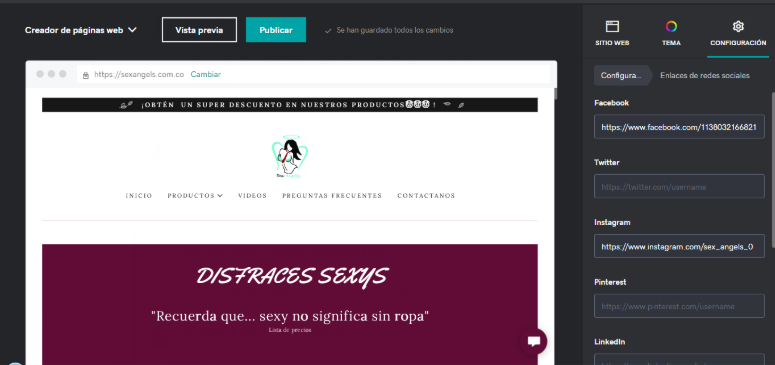 Creador de páginas web
Vista previa
Publicar
Se han guardado todos los cambios
SITIO WEB
TEMA
CONFIGURACIÓN
https://sexangels.com.co
Cambiar
Configura...
Enlaces de redes sociales
¡OBTÉN UN SUPER DESCUENTO EN NUESTROS PRODUCTOS !
INICIO
PRODUCTOS
VIDEOS
PREGUNTAS FRECUENTES
CONTACTANOS
DISFRACES SEXYS
"Recuerda que... sexy no significa sin ropa"
Lista de precios
Facebook
https://www.facebook.com/1138032166821
Twitter
https://twitter.com/username
Instagram
https://www.instagram.com/sex_angels_0
Pinterest
https://www.pinterest.com/username
LinkedIn